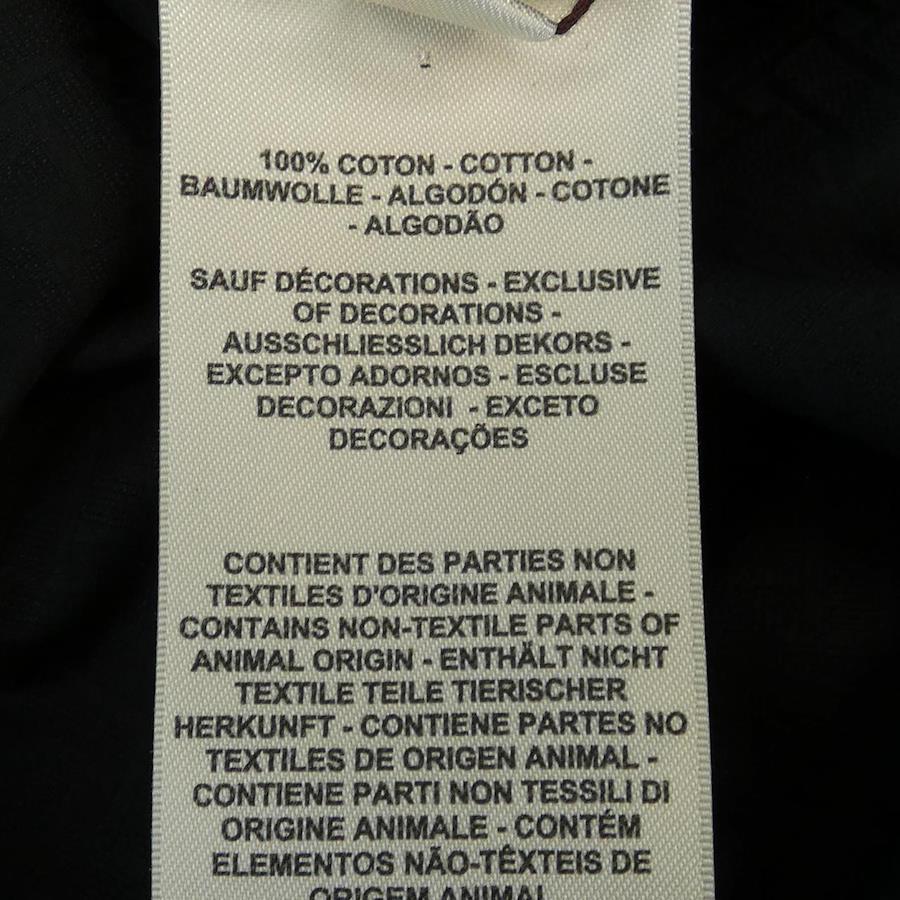 100% COTON - COTTON -
BAUMWOLLE - ALGODÓN - COTONE
- ALGODÃO
SAUF DÉCORATIONS - EXCLUSIVE
OF DECORATIONS -
AUSSCHLIESSLICH DEKORS -
EXCEPTO ADORNOS - ESCLUSE
DECORAZIONI - EXCETO
DECORAÇÕES
CONTIENT DES PARTIES NON
TEXTILES D'ORIGINE ANIMALE -
CONTAINS NON-TEXTILE PARTS OF
ANIMAL ORIGIN - ENTHÄLT NICHT
TEXTILE TEILE TIERISCHER
HERKUNFT - CONTIENE PARTES NO
TEXTILES DE ORIGEN ANIMAL -
CONTIENE PARTI NON TESSILI DI
ORIGINE ANIMALE - CONTÉM
ELEMENTOS NÃO-TÊXTEIS DE
ORIGEM ANIMAL